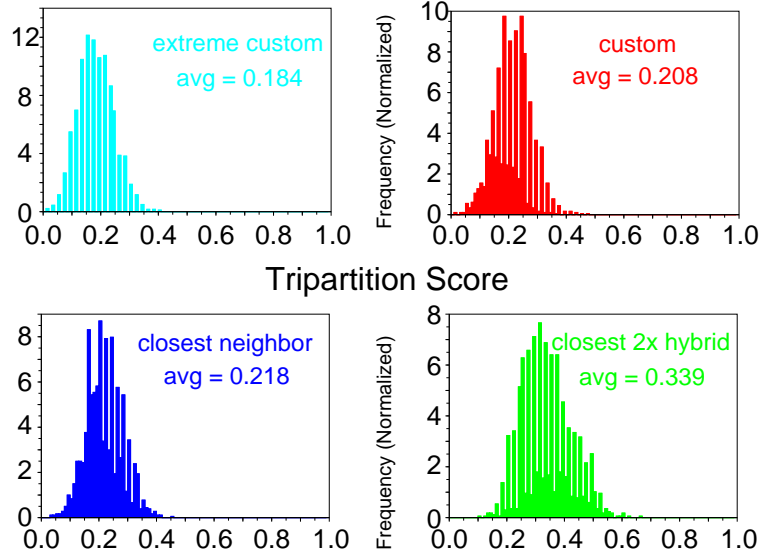 12
8
4
0
extreme custom
avg = 0.184
0.0 0.2 0.4 0.6 0.8 1.0
Frequency (Normalized)
10
8
6
4
2
0
custom
avg = 0.208
0.0 0.2 0.4 0.6 0.8 1.0
Tripartition Score
8
6
4
2
0
closest neighbor
avg = 0.218
0.0 0.2 0.4 0.6 0.8 1.0
Frequency (Normalized)
8
6
4
2
0
closest 2x hybrid
avg = 0.339
0.0 0.2 0.4 0.6 0.8 1.0